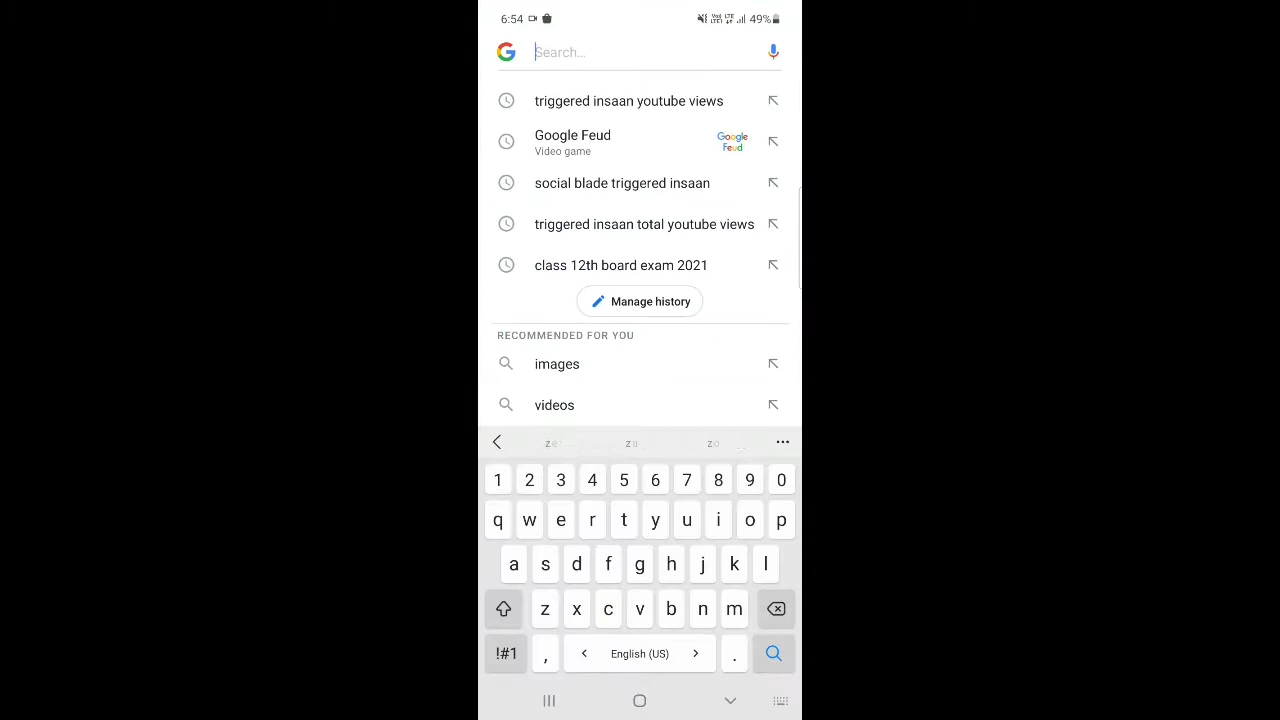 6:54 49%
Search...
triggered insaan youtube views
Google Feud
Video game
Google
Feud
social blade triggered insaan
triggered insaan total youtube views
class 12th board exam 2021
Manage history
RECOMMENDED FOR YOU
images
videos
1 2 3 4 5 6 7 8 9 0
q w e r t y u i o p
a s d f g h j k l
z x c v b n m
!#1 , < English (US) > .